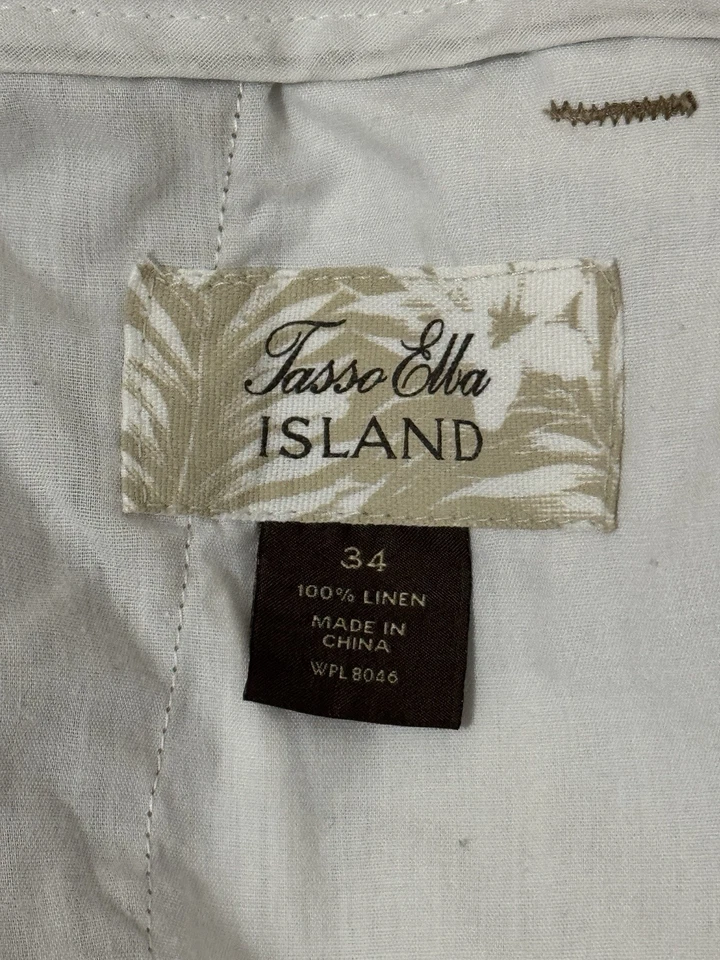 Tasso Elba
ISLAND
34
100% LINEN
MADE IN
CHINA
WPL 8046